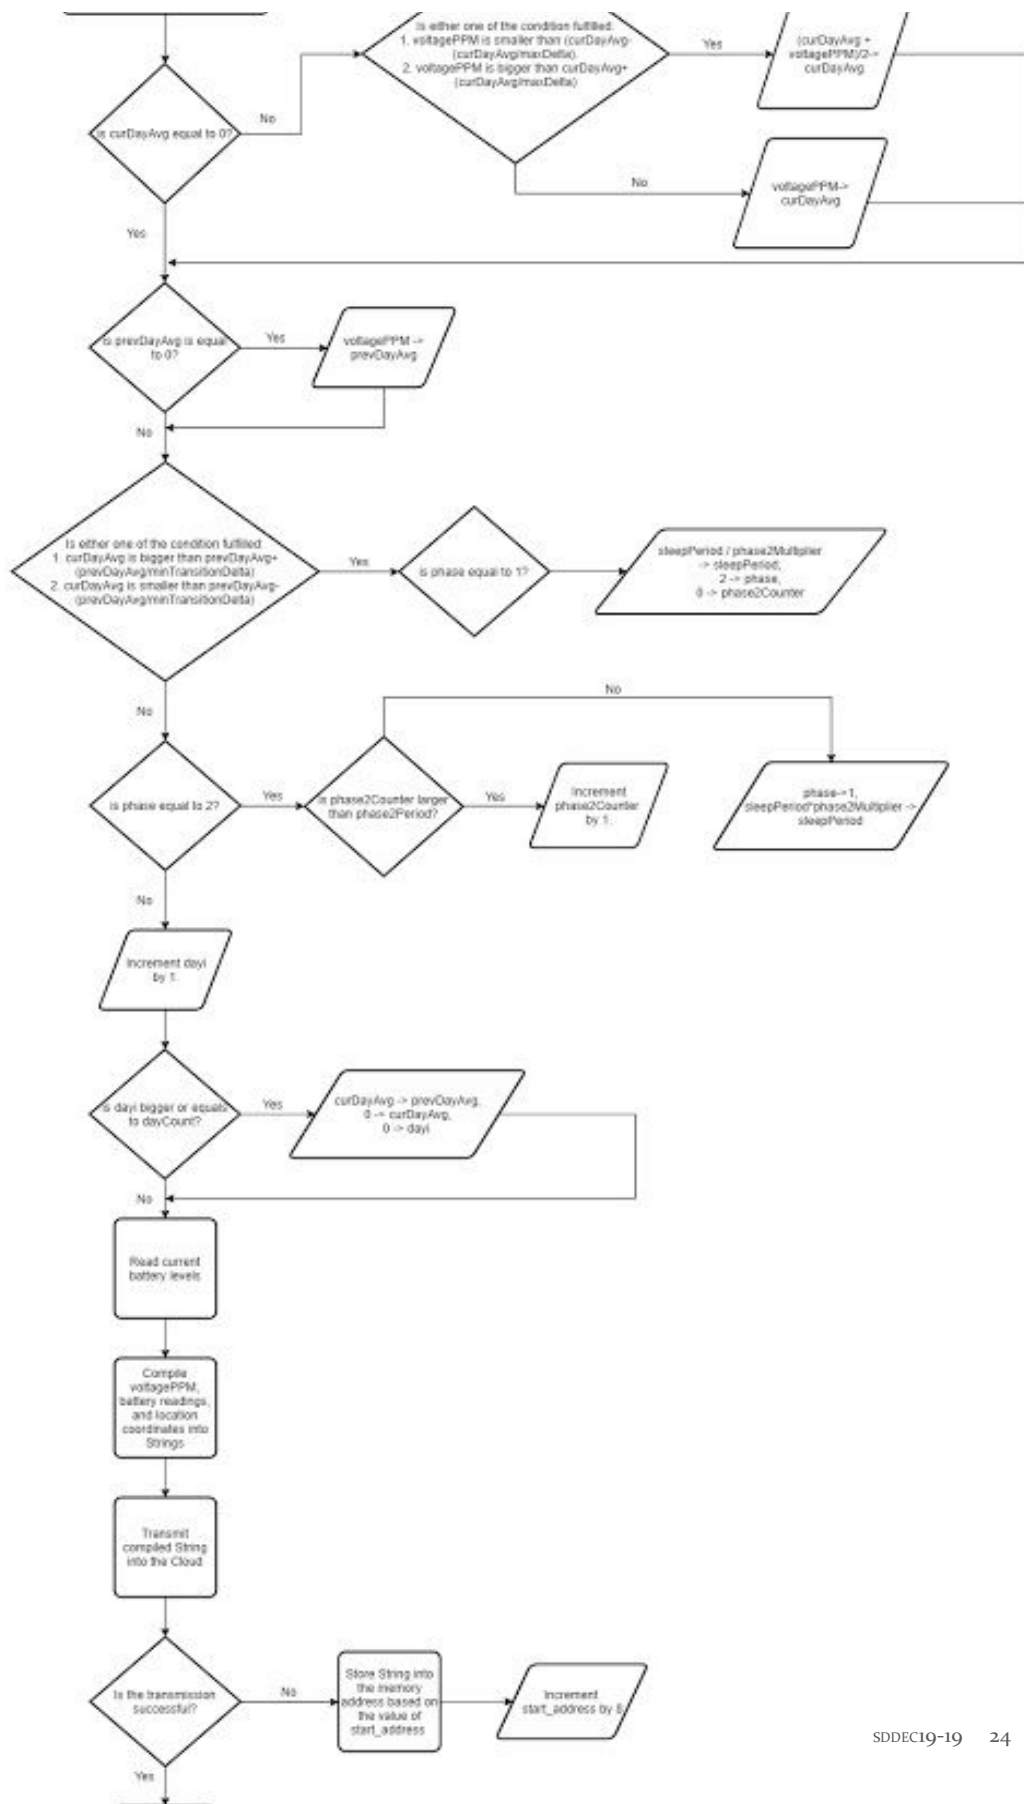 Is either one of the condition fulfilled:
1. voltagePPM is smaller than (curDayAvg-
(curDayAvg/maxDelta)
2. voltagePPM is bigger than curDayAvg+
(curDayAvg/maxDelta)
Yes
(curDayAvg +
voltagePPM)/2->
curDayAvg
No
Is curDayAvg equal to 0?
No
voltagePPM->
curDayAvg
Yes
Is prevDayAvg is equal
to 0?
Yes
voltagePPM ->
prevDayAvg
No
Is either one of the condition fulfilled:
1. curDayAvg is bigger than prevDayAvg+
(prevDayAvg/minTransitionDelta)
2. curDayAvg is smaller than prevDayAvg-
(prevDayAvg/minTransitionDelta)
Yes
is phase equal to 1?
sleepPeriod / phase2Multiplier
-> sleepPeriod,
2 -> phase,
0 -> phase2Counter
No
No
is phase equal to 2?
Yes
is phase2Counter larger
than phase2Period?
Yes
Increment
phase2Counter
by 1.
phase->1,
sleepPeriod*phase2Multiplier ->
sleepPeriod
No
Increment dayi
by 1.
Is dayi bigger or equals
to dayCount?
Yes
curDayAvg -> prevDayAvg,
0 -> curDayAvg,
0 -> dayi
No
Read current
battery levels
Compile
voltagePPM,
battery readings,
and location
coordinates into
Strings
Transmit
compiled String
into the Cloud
Is the transmission
successful?
No
Store String into
the memory
address based on
the value of
start_address
Increment
start_address by 8
Yes
SDDEC19-19 24